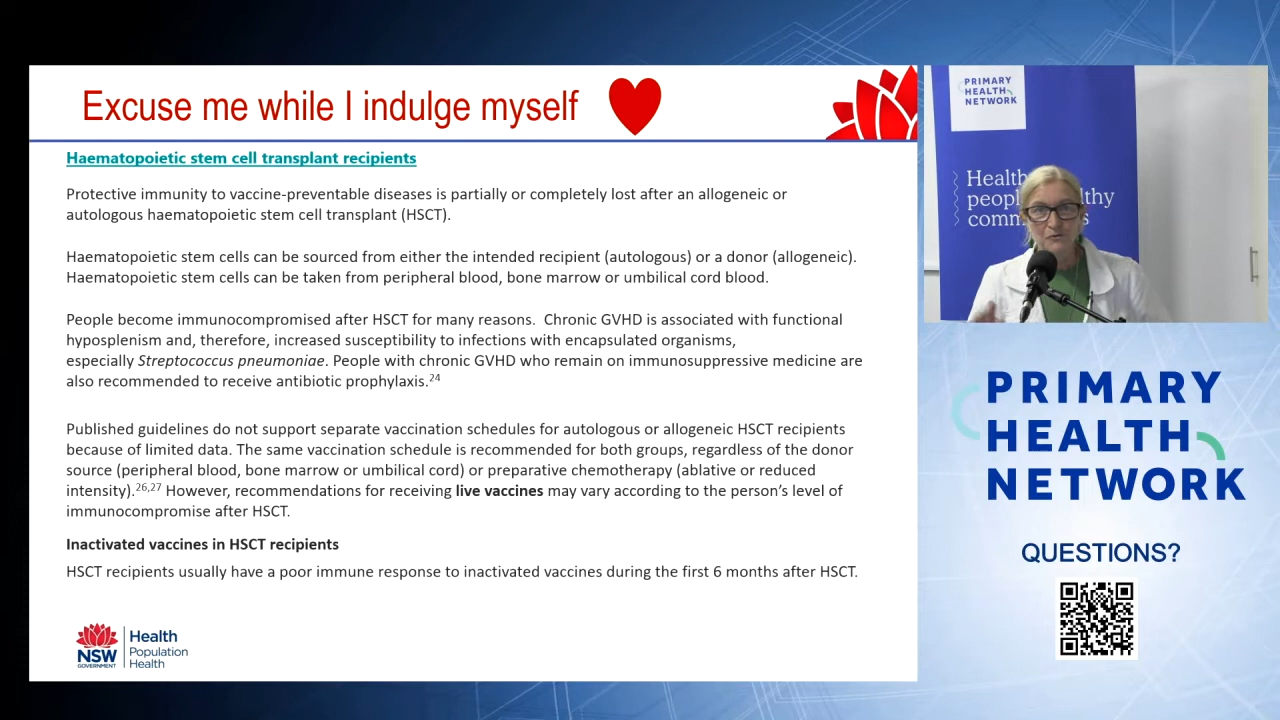 Excuse me while I indulge myself
Haematopoietic stem cell transplant recipients
Protective immunity to vaccine-preventable diseases is partially or completely lost after an allogeneic or
autologous haematopoietic stem cell transplant (HSCT).
Haematopoietic stem cells can be sourced from either the intended recipient (autologous) or a donor (allogeneic).
Haematopoietic stem cells can be taken from peripheral blood, bone marrow or umbilical cord blood.
People become immunocompromised after HSCT for many reasons. Chronic GVHD is associated with functional
hyposplenism and, therefore, increased susceptibility to infections with encapsulated organisms,
especially Streptococcus pneumoniae. People with chronic GVHD who remain on immunosuppressive medicine are
also recommended to receive antibiotic prophylaxis.24
Published guidelines do not support separate vaccination schedules for autologous or allogeneic HSCT recipients
because of limited data. The same vaccination schedule is recommended for both groups, regardless of the donor
source (peripheral blood, bone marrow or umbilical cord) or preparative chemotherapy (ablative or reduced
intensity).26,27 However, recommendations for receiving live vaccines may vary according to the person's level of
immunocompromise after HSCT.
Inactivated vaccines in HSCT recipients
HSCT recipients usually have a poor immune response to inactivated vaccines during the first 6 months after HSCT.
NSW
GOVERNMENT
Health
Population
Health
PRIMARY
HEALTH
NETWORK
Health
peop thy
com s
PRIMARY
HEALTH
NETWORK
QUESTIONS?